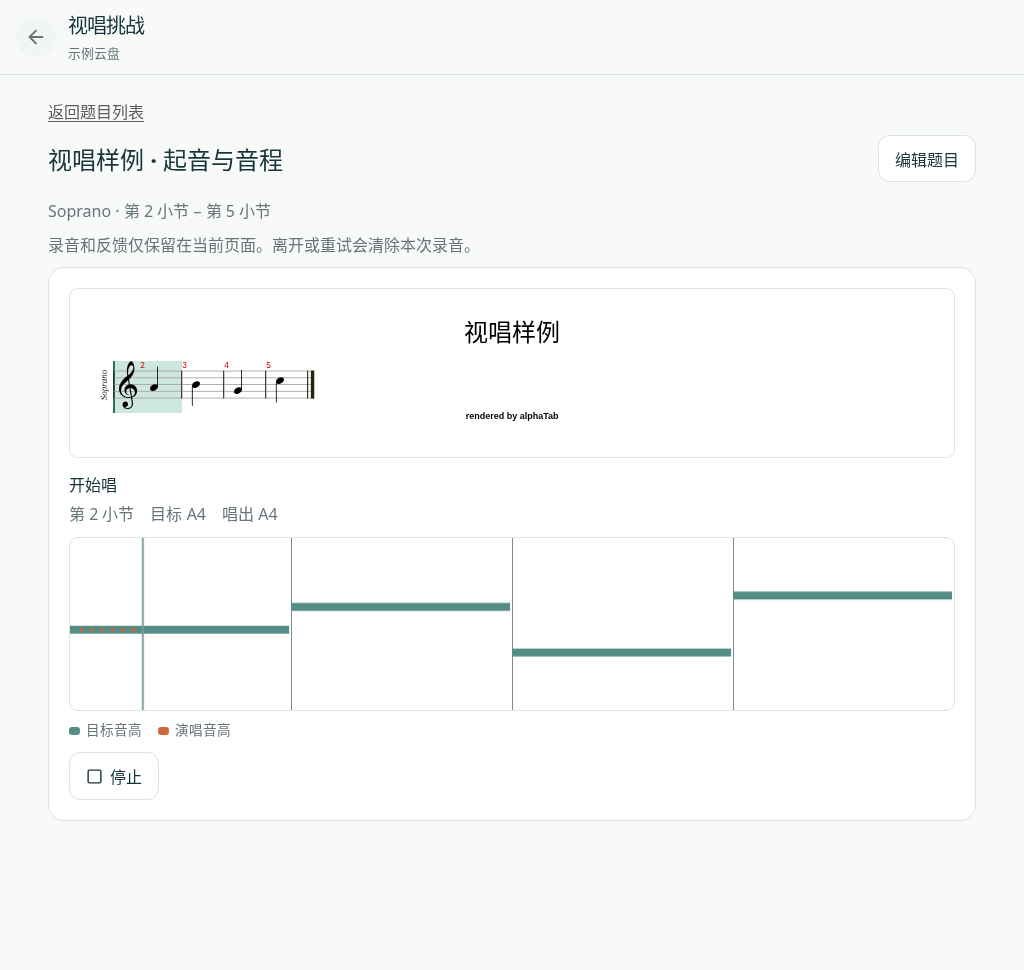 视唱挑战
示例云盘
返回题目列表
视唱样例 · 起音与音程
编辑题目
Soprano · 第 2 小节 – 第 5 小节
录音和反馈仅保留在当前页面。离开或重试会清除本次录音。
视唱样例
Soprano
2 3 4 5
rendered by alphaTab
开始唱
第 2 小节 目标 A4 唱出 A4
目标音高 演唱音高
停止